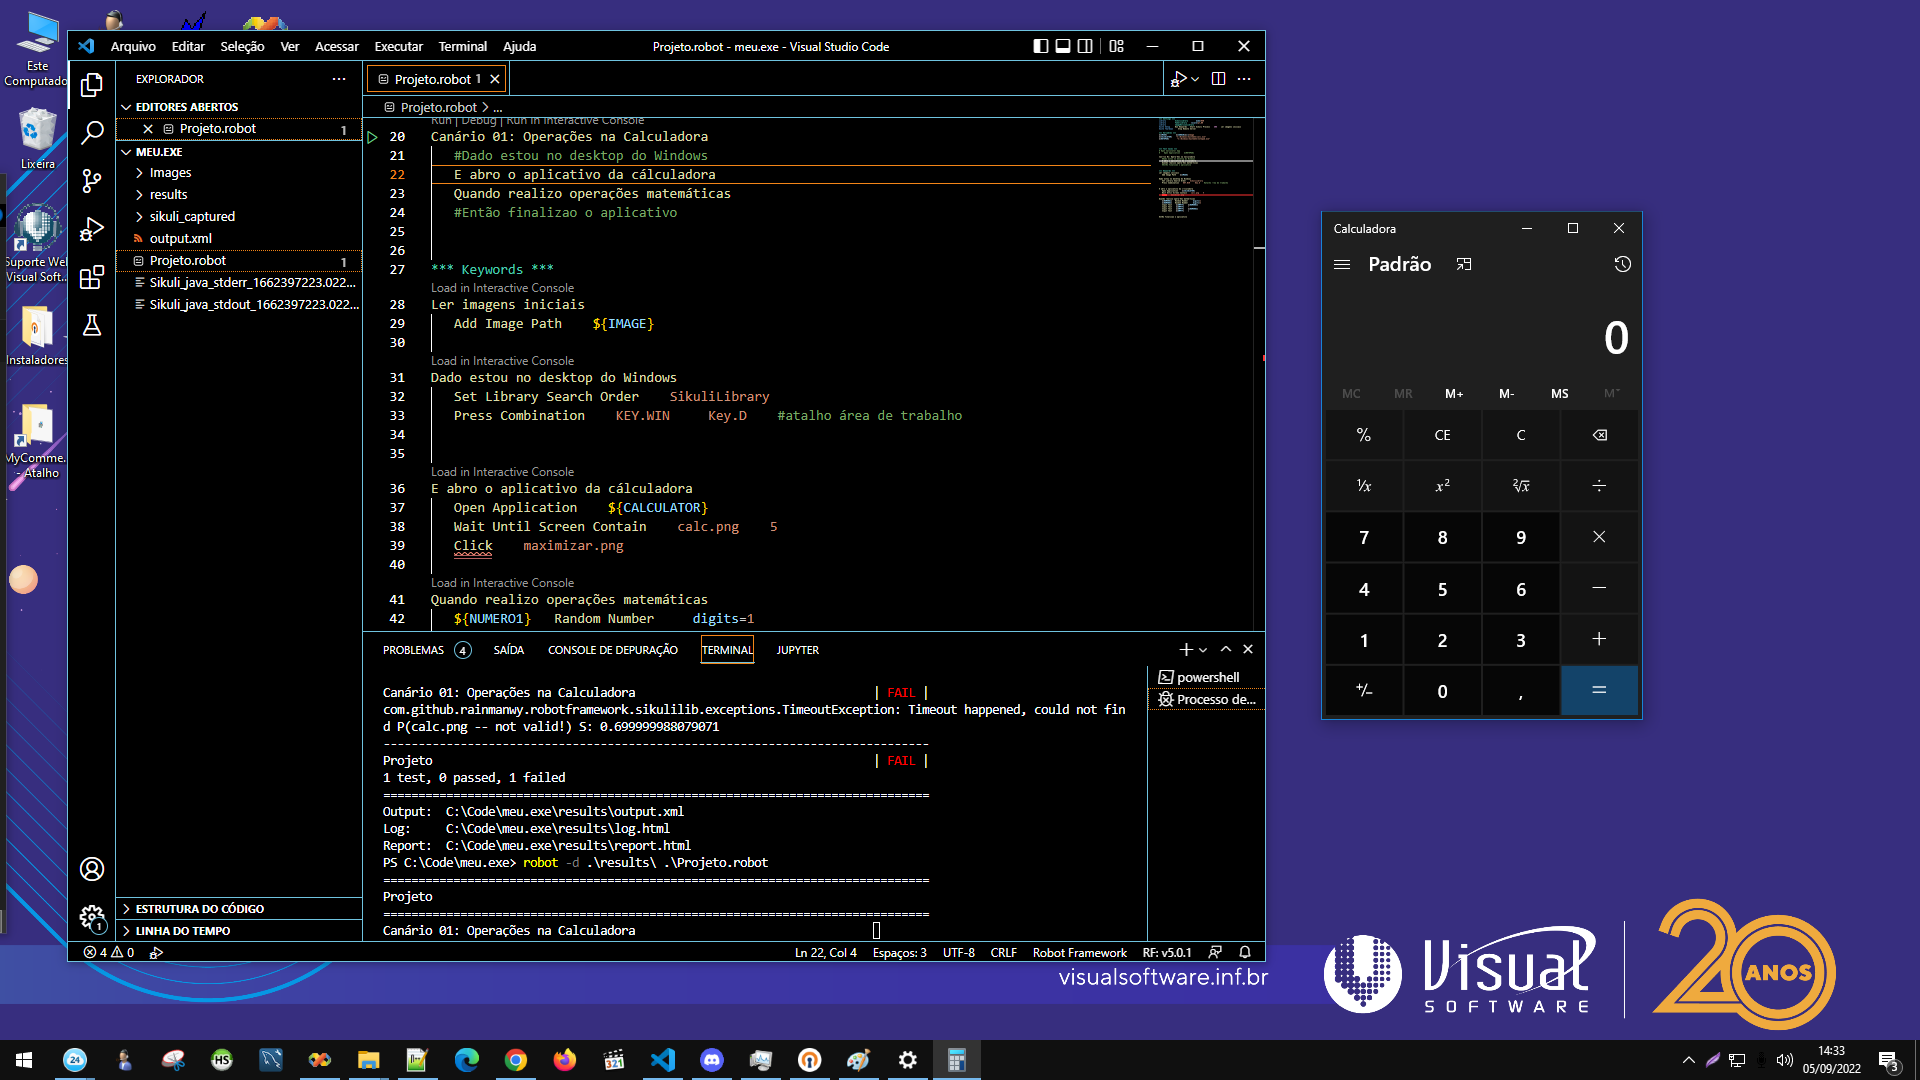 Este
Computado
Lixeira
Suporte Wel
Visual Soft...
Instaladores
MyComme...
- Atalho
Arquivo Editar Seleção Ver Acessar Executar Terminal Ajuda
Projeto.robot - meu.exe - Visual Studio Code
EXPLORADOR
EDITORES ABERTOS
Projeto.robot 1
MEU.EXE
Images
results
sikuli_captured
output.xml
Projeto.robot 1
Sikuli_java_stderr_1662397223.022...
Sikuli_java_stdout_1662397223.022...
ESTRUTURA DO CÓDIGO
LINHA DO TEMPO
Projeto.robot 1
Projeto.robot > ...
Run | Debug | Run in Interactive Console
20 Canário 01: Operações na Calculadora
21 #Dado estou no desktop do Windows
22 E abro o aplicativo da cálculadora
23 Quando realizo operações matemáticas
24 #Então finalizao o aplicativo
25
26
27 *** Keywords ***
Load in Interactive Console
28 Ler imagens iniciais
29 Add Image Path ${IMAGE}
30
Load in Interactive Console
31 Dado estou no desktop do Windows
32 Set Library Search Order SikuliLibrary
33 Press Combination KEY.WIN Key.D #atalho área de trabalho
34
35
Load in Interactive Console
36 E abro o aplicativo da cálculadora
37 Open Application ${CALCULATOR}
38 Wait Until Screen Contain calc.png 5
39 Click maximizar.png
40
Load in Interactive Console
41 Quando realizo operações matemáticas
42 ${NUMERO1} Random Number digits=1
PROBLEMAS 4 SAÍDA CONSOLE DE DEPURAÇÃO TERMINAL JUPYTER
powershell
Processo de...
Canário 01: Operações na Calculadora | FAIL |
com.github.rainmanwy.robotframework.sikulilib.exceptions.TimeoutException: Timeout happened, could not fin
d P(calc.png -- not valid!) S: 0.699999988079071
------------------------------------------------------------------------------
Projeto | FAIL |
1 test, 0 passed, 1 failed
==============================================================================
Output: C:\Code\meu.exe\results\output.xml
Log: C:\Code\meu.exe\results\log.html
Report: C:\Code\meu.exe\results\report.html
PS C:\Code\meu.exe> robot -d .\results\ .\Projeto.robot
==============================================================================
Projeto
==============================================================================
Canário 01: Operações na Calculadora
1
4 0
Ln 22, Col 4 Espaços: 3 UTF-8 CRLF Robot Framework RF: v5.0.1
Calculadora
Padrão
0
MC MR M+ M- MS M˅
% CE C
¹/x x² ²√x ÷
7 8 9 ×
4 5 6 −
1 2 3 +
+/- 0 , =
visualsoftware.inf.br
Visual
SOFTWARE
20 ANOS
24
HS
321
14:33
05/09/2022
3